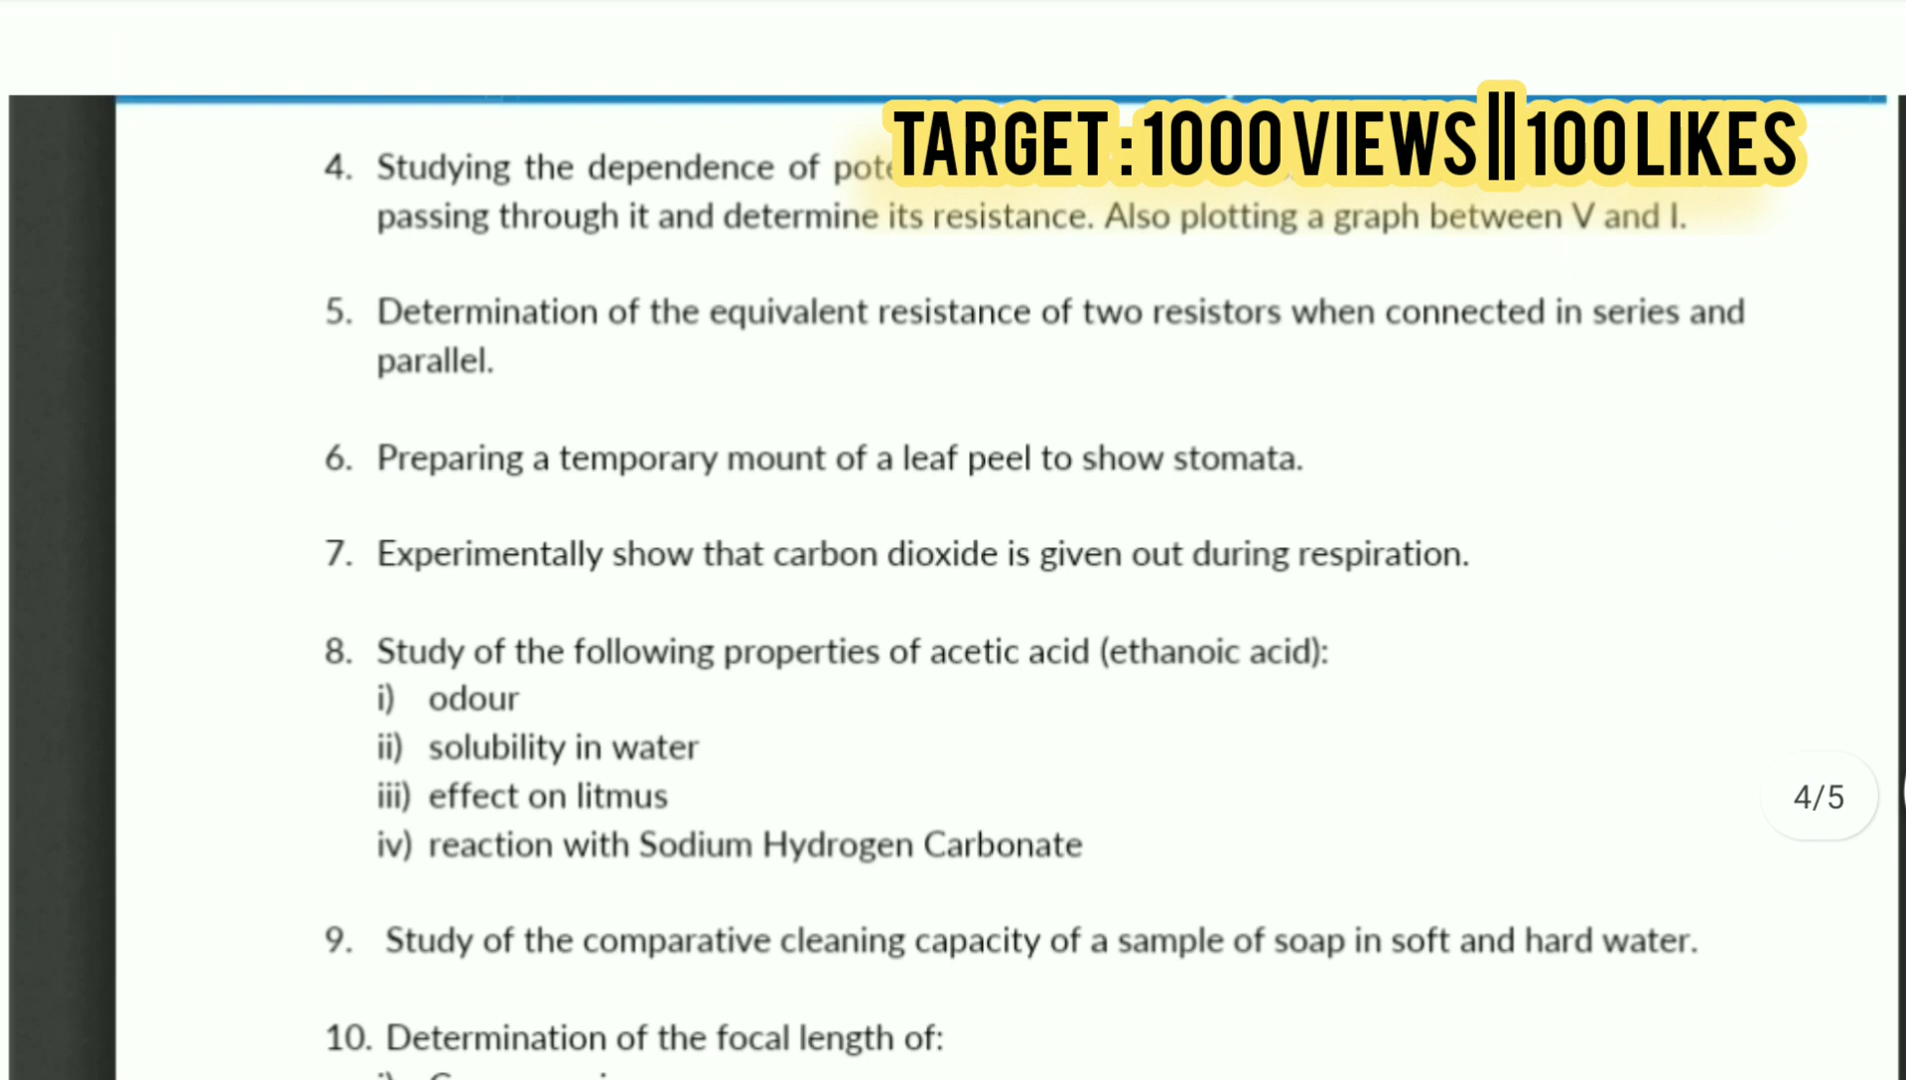 TARGET : 1000 VIEWS || 100 LIKES
4. Studying the dependence of
passing through it and determine its resistance. Also plotting a graph between V and I.
5. Determination of the equivalent resistance of two resistors when connected in series and
parallel.
6. Preparing a temporary mount of a leaf peel to show stomata.
7. Experimentally show that carbon dioxide is given out during respiration.
8. Study of the following properties of acetic acid (ethanoic acid):
i) odour
ii) solubility in water
iii) effect on litmus
iv) reaction with Sodium Hydrogen Carbonate
4/5
9. Study of the comparative cleaning capacity of a sample of soap in soft and hard water.
10. Determination of the focal length of: